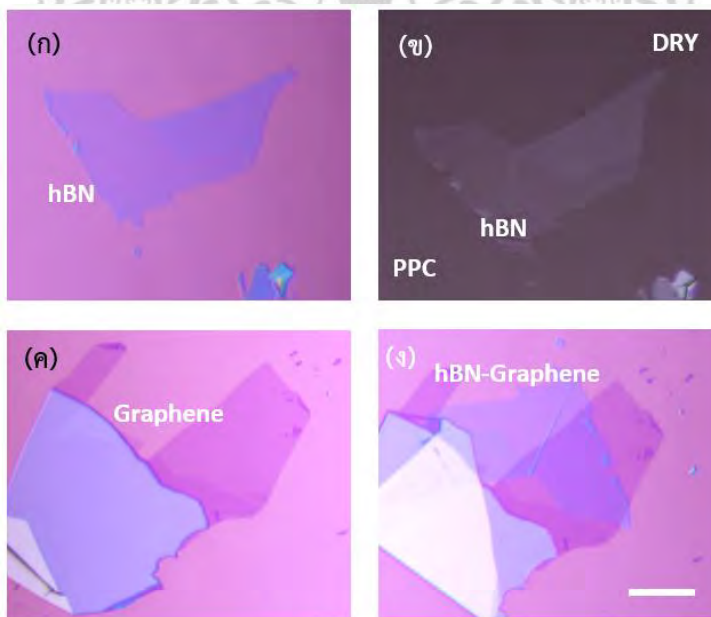 (ก)
hBN
(ข)
DRY
hBN
PPC
(ค)
Graphene
(ง)
hBN-Graphene